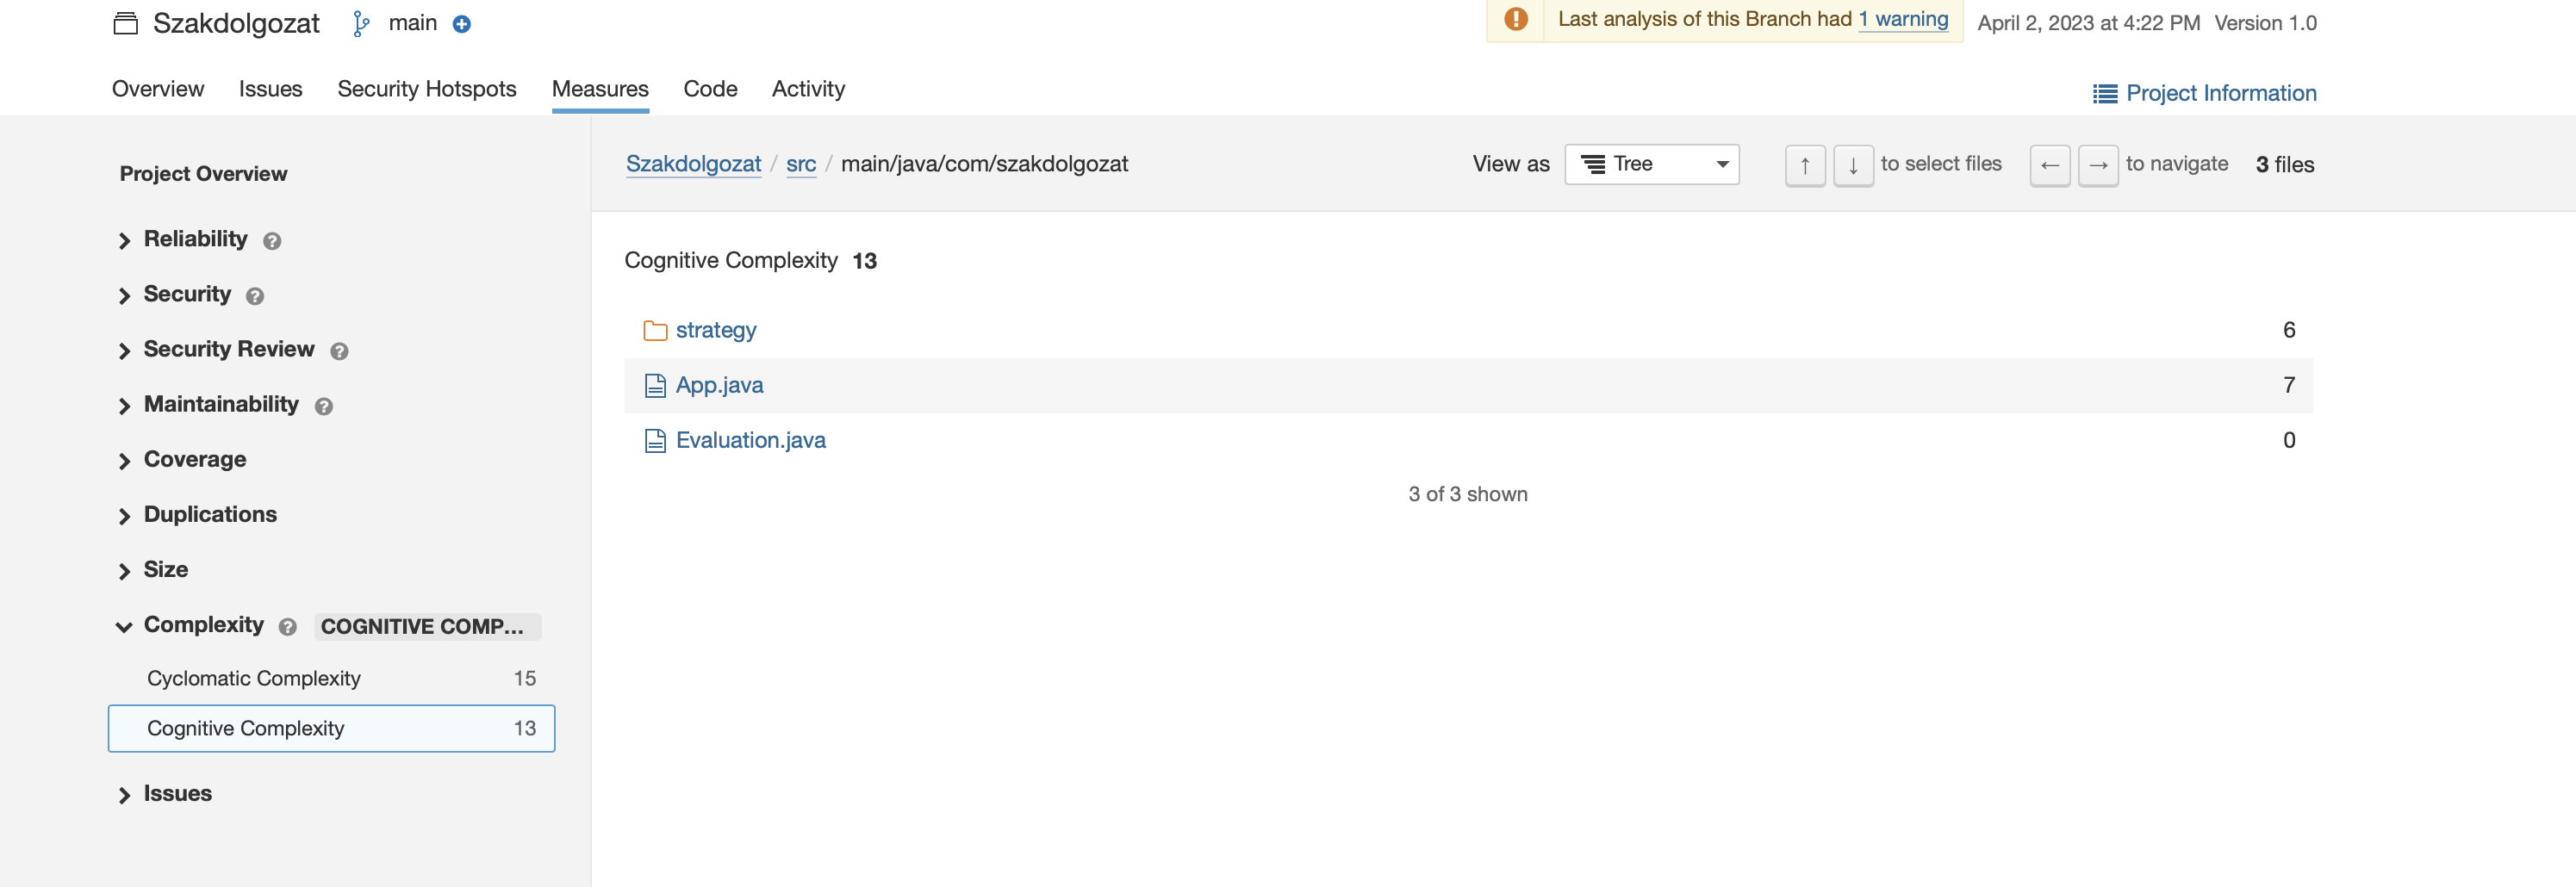 Szakdolgozat main
Last analysis of this Branch had 1 warning April 2, 2023 at 4:22 PM Version 1.0
Overview Issues Security Hotspots Measures Code Activity
Project Information
Project Overview
Reliability
Security
Security Review
Maintainability
Coverage
Duplications
Size
Complexity COGNITIVE COMP...
Cyclomatic Complexity 15
Cognitive Complexity 13
Issues
Szakdolgozat / src / main/java/com/szakdolgozat
View as Tree ↑ ↓ to select files ← → to navigate 3 files
Cognitive Complexity 13
strategy 6
App.java 7
Evaluation.java 0
3 of 3 shown